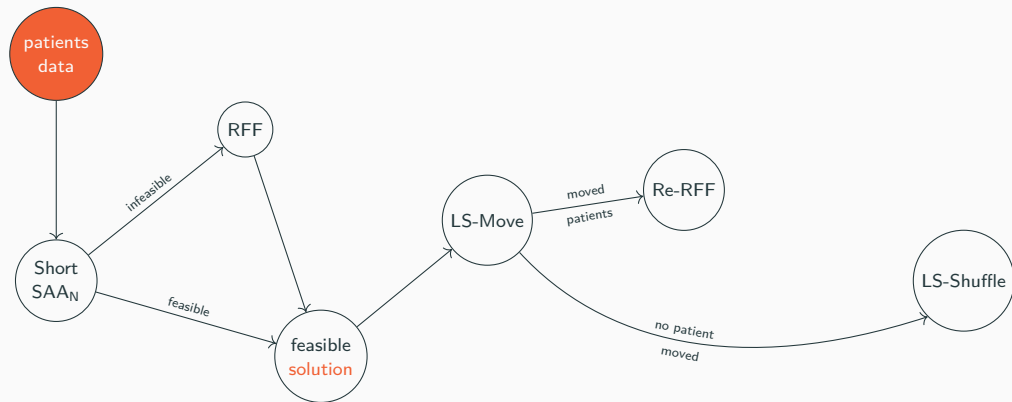 patients
data
RFF
infeasible
moved
patients
Re-RFF
LS-Move
Short
SAA_N
feasible
LS-Shuffle
no patient
moved
feasible
solution